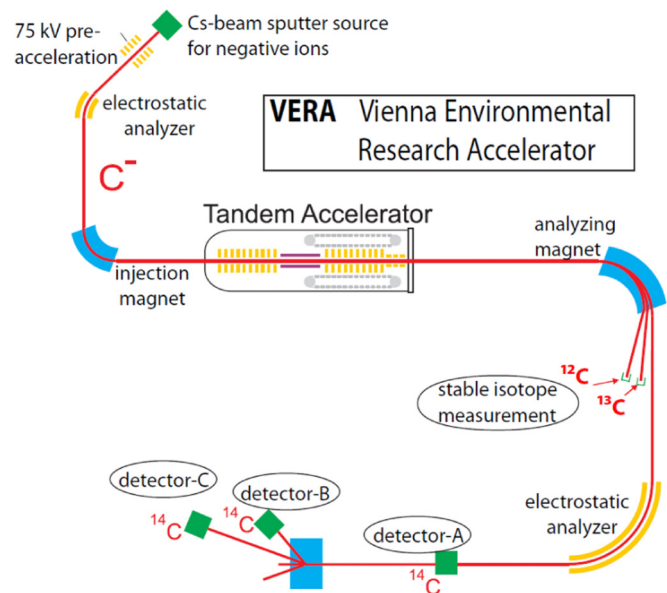 75 kV pre-
acceleration
Cs-beam sputter source
for negative ions
electrostatic
analyzer
VERA Vienna Environmental
Research Accelerator
C⁻
Tandem Accelerator
injection
magnet
analyzing
magnet
¹²C
¹³C
stable isotope
measurement
detector-C
detector-B
¹⁴C
¹⁴C
detector-A
¹⁴C
electrostatic
analyzer